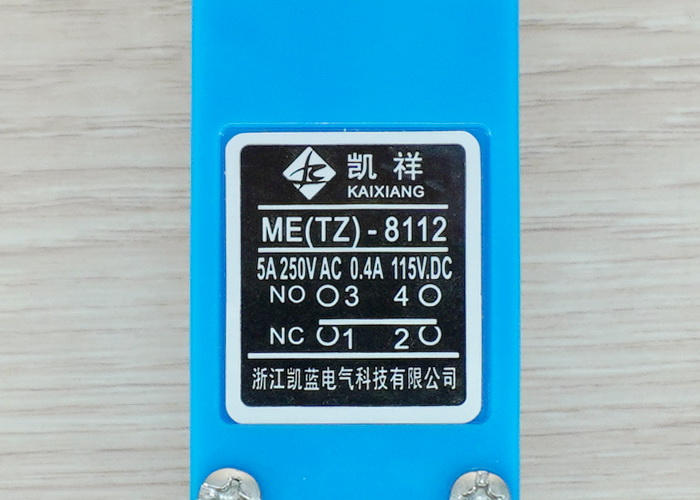 凯祥
KAIXIANG
ME(TZ)-8112
5A 250V AC 0.4A 115V.DC
NO 3 4
NC 1 2
浙江凯蓝电气科技有限公司